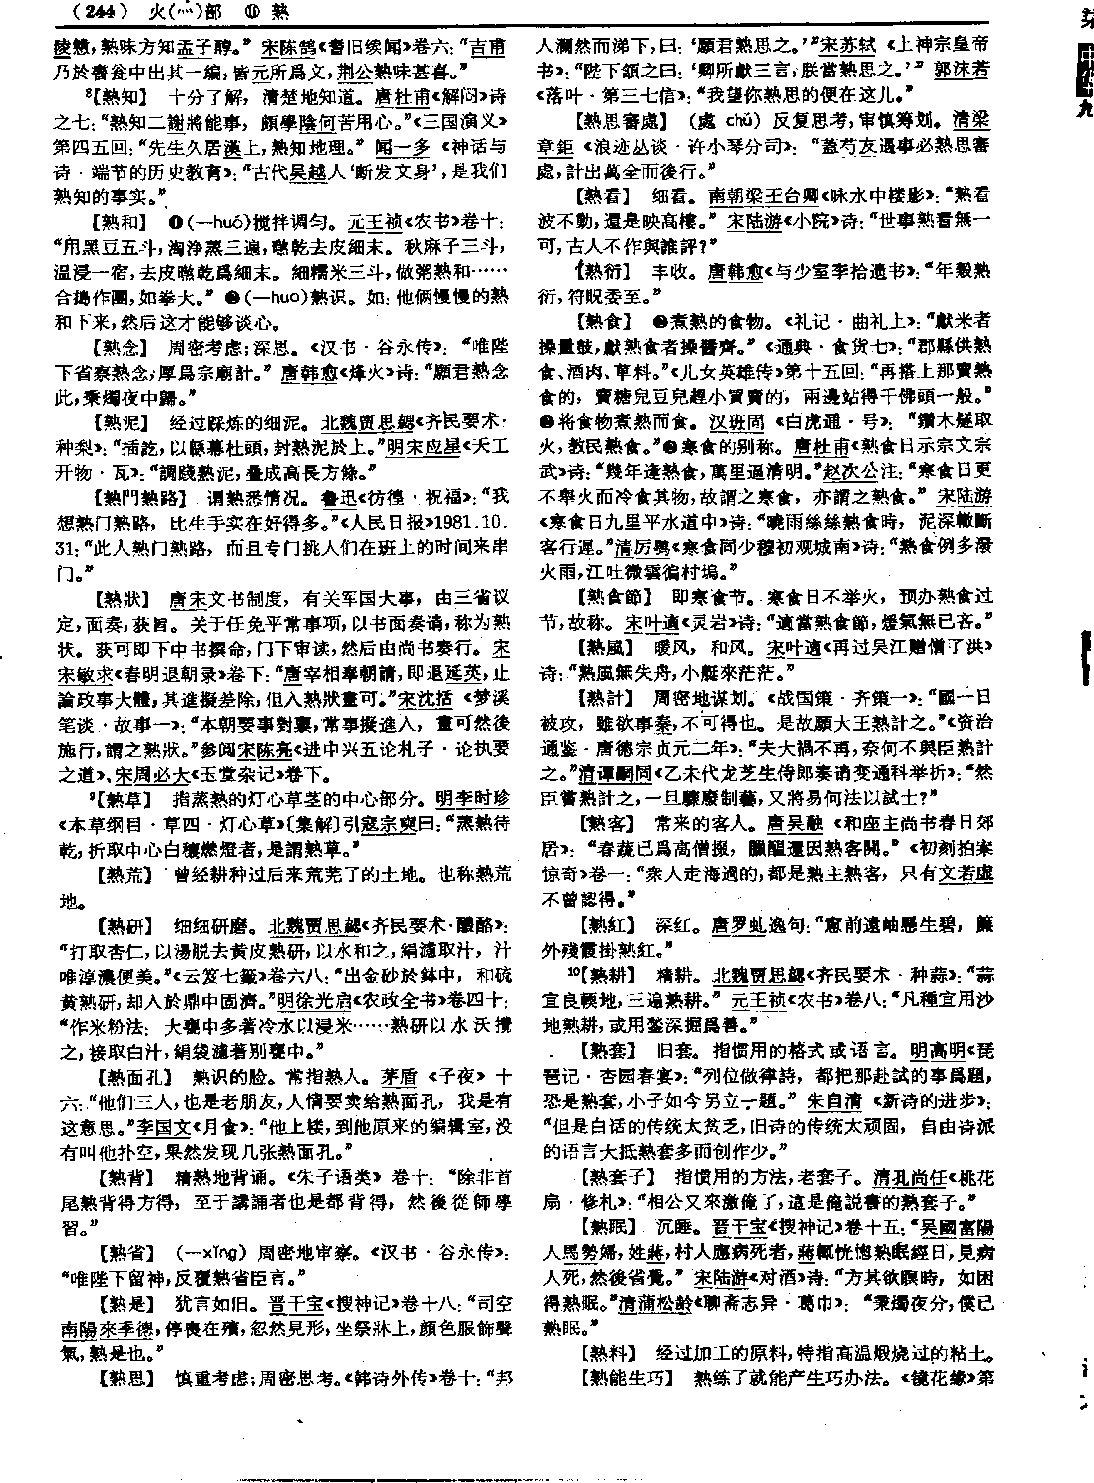 （244） 火(灬)部 ⑪ 熟
陵慧，熟味方知孟子醇。”宋陈鹄《耆旧续闻》卷六：“吉甫
乃於書瓮中出其一编，皆元所爲文，荆公熟味甚喜。”
8【熟知】 十分了解，清楚地知道。唐杜甫《解闷》诗
之七：“熟知二謝將能事，頗學陰何苦用心。”《三国演义》
第四五回：“先生久居漢上，熟知地理。”闻一多《神话与
诗·端节的历史教育》：“古代吴越人‘断发文身’，是我们
熟知的事实。”
【熟和】 ❶(—huó)搅拌调匀。元王祯《农书》卷十：
“用黑豆五斗，淘净蒸三遍，曬乾去皮細末。秋麻子三斗，
温浸一宿，去皮曬乾爲細末。細糯米三斗，做粥熟和……
合搗作團，如拳大。”❷(—huo)熟识。如：他俩慢慢的熟
和下来，然后这才能够谈心。
【熟念】 周密考虑；深思。《汉书·谷永传》：“唯陛
下省察熟念，厚爲宗廟計。”唐韩愈《烽火》诗：“願君熟念
此，秉燭夜中歸。”
【熟泥】 经过踩炼的细泥。北魏贾思勰《齐民要术·
种梨》：“插訖，以緜幕杜頭，封熟泥於上。”明宋应星《天工
开物·瓦》：“調踐熟泥，疊成高長方條。”
【熟門熟路】 谓熟悉情况。鲁迅《彷徨·祝福》：“我
想熟门熟路，比生手实在好得多。”《人民日报》1981.10.
31：“此人熟门熟路，而且专门挑人们在班上的时间来串
门。”
【熟狀】 唐宋文书制度，有关军国大事，由三省议
定，面奏，获旨。关于任免平常事项，以书面奏请，称为熟
状。获可即下中书撰命，门下审读，然后由尚书奏行。宋
宋敏求《春明退朝录》卷下：“唐宰相奉朝請，即退延英，止
論政事大體，其進擬差除，但入熟狀畫可。”宋沈括《梦溪
笔谈·故事一》：“本朝要事對稟，常事擬進入，畫可然後
施行，謂之熟狀。”参阅宋陈亮《进中兴五论札子·论执要
之道》、宋周必大《玉堂杂记》卷下。
9【熟草】 指蒸熟的灯心草茎的中心部分。明李时珍
《本草纲目·草四·灯心草》〔集解〕引寇宗奭曰：“蒸熟待
乾，折取中心白穰燃燈者，是謂熟草。”
【熟荒】 曾经耕种过后来荒芜了的土地。也称熟荒
地。
【熟研】 细细研磨。北魏贾思勰《齐民要术·醴酪》：
“打取杏仁，以湯脱去黄皮熟研，以水和之，絹濾取汁，汁
唯淳濃便美。”《云笈七籤》卷六八：“出金砂於鉢中，和硫
黄熟研，却入於鼎中固濟。”明徐光启《农政全书》卷四十：
“作米粉法：大甕中多著冷水以浸米……熟研以水沃攪
之，接取白汁，絹袋濾著别甕中。”
【熟面孔】 熟识的脸。常指熟人。茅盾《子夜》十
六：“他们三人，也是老朋友，人情要卖给熟面孔，我是有
这意思。”李国文《月食》：“他上楼，到他原来的编辑室，没
有叫他扑空，果然发现几张熟面孔。”
【熟背】 精熟地背诵。《朱子语类》卷十：“除非首
尾熟背得方得，至于講誦者也是都背得，然後從師學
習。”
【熟省】 (—xǐng) 周密地审察。《汉书·谷永传》：
“唯陛下留神，反覆熟省臣言。”
【熟是】 犹言如旧。晋干宝《搜神记》卷十八：“司空
南陽來季德，停喪在殯，忽然見形，坐祭牀上，顔色服飾聲
氣，熟是也。”
【熟思】 慎重考虑；周密思考。《韩诗外传》卷十：“邦
人瀾然而涕下，曰：‘願君熟思之。’”宋苏轼《上神宗皇帝
书》：“陛下頷之曰：‘卿所獻三言，朕當熟思之。’”郭沫若
《落叶·第三七信》：“我望你熟思的便在这儿。”
【熟思審處】 (處 chǔ) 反复思考，审慎筹划。清梁
章鉅《浪迹丛谈·许小琴分司》：“蓋芍友遇事必熟思審
處，計出萬全而後行。”
【熟看】 细看。南朝梁王台卿《咏水中楼影》：“熟看
波不動，還是映高樓。”宋陆游《小院》诗：“世事熟看無一
可，古人不作與誰評？”
【熟衍】 丰收。唐韩愈《与少室李拾遗书》：“年穀熟
衍，符貺委至。”
【熟食】 ❶煮熟的食物。《礼记·曲礼上》：“獻米者
操量鼓，獻熟食者操醬齊。”《通典·食货七》：“郡縣供熟
食、酒肉、草料。”《儿女英雄传》第十五回：“再搭上那賣熟
食的，賣糖兒豆兒趕小買賣的，兩邊站得千佛頭一般。”
❷将食物煮熟而食。汉班固《白虎通·号》：“鑽木燧取
火，教民熟食。”❸寒食的别称。唐杜甫《熟食日示宗文宗
武》诗：“幾年逢熟食，萬里逼清明。”赵次公注：“寒食日更
不舉火而冷食其物，故謂之寒食，亦謂之熟食。”宋陆游
《寒食日九里平水道中》诗：“曉雨絲絲熟食時，泥深轍斷
客行遲。”清厉鹗《寒食同少穆初观城南》诗：“熟食例多潑
火雨，江吐微雲徧村塢。”
【熟食節】 即寒食节。寒食日不举火，预办熟食过
节，故称。宋叶適《灵岩》诗：“適當熟食節，煙氣無已吝。”
【熟風】 暖风，和风。宋叶適《再过吴江赠僧了洪》
诗：“熟風無失舟，小艇來茫茫。”
【熟計】 周密地谋划。《战国策·齐策一》：“國一日
被攻，雖欲事秦，不可得也。是故願大王熟計之。”《资治
通鉴·唐德宗贞元二年》：“夫大禍不再，奈何不與臣熟計
之。”清谭嗣同《乙未代龙芝生侍郎奏请变通科举折》：“然
臣嘗熟計之，一旦驟廢制藝，又將易何法以試士？”
【熟客】 常来的客人。唐吴融《和座主尚书春日郊
居》：“春蔬已爲高僧掇，臘醖還因熟客開。”《初刻拍案
惊奇》卷一：“衆人走海過的，都是熟主熟客，只有文若虚
不曾認得。”
【熟紅】 深红。唐罗虬逸句：“窗前遠岫懸生碧，簾
外殘霞掛熟紅。”
10【熟耕】 精耕。北魏贾思勰《齐民要术·种蒜》：“蒜
宜良輭地，三遍熟耕。”元王祯《农书》卷八：“凡種宜用沙
地熟耕，或用鍫深掘爲善。”
【熟套】 旧套。指惯用的格式或语言。明高明《琵
琶记·杏园春宴》：“列位做律詩，都把那赴試的事爲題，
恐是熟套，小子如今另立一題。”朱自清《新诗的进步》：
“但是白话的传统太贫乏，旧诗的传统太顽固，自由诗派
的语言大抵熟套多而创作少。”
【熟套子】 指惯用的方法，老套子。清孔尚任《桃花
扇·修札》：“相公又來激俺了，這是俺説書的熟套子。”
【熟眠】 沉睡。晋干宝《搜神记》卷十五：“吴國富陽
人馬勢婦，姓蔣，村人應病死者，蔣輒恍惚熟眠經日，見病
人死，然後省覺。”宋陆游《对酒》诗：“方其欲瞑時，如困
得熟眠。”清蒲松龄《聊斋志异·葛巾》：“秉燭夜分，僕已
熟眠。”
【熟料】 经过加工的原料，特指高温煅烧过的粘土。
【熟能生巧】 熟练了就能产生巧办法。《镜花缘》第